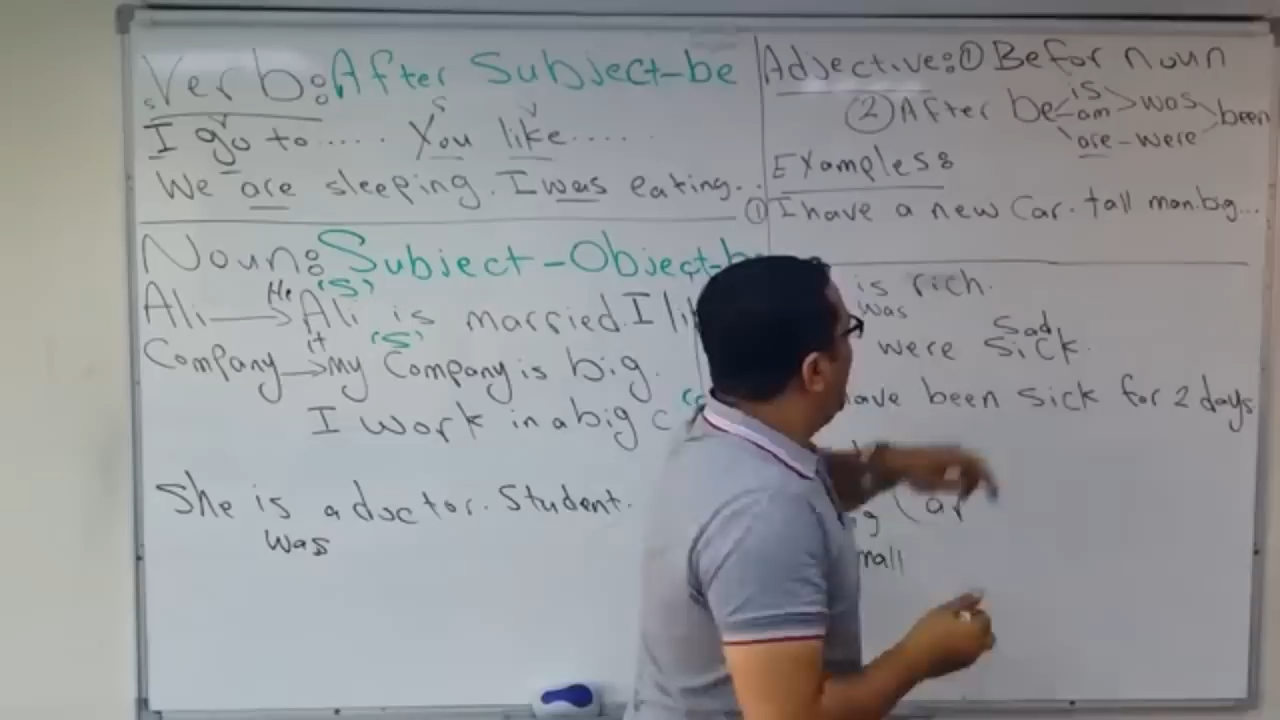 Verb: After Subject-be
S V
I go to..... You like......
We are sleeping. I was eating...
Noun: Subject-Object-
He (S)
Ali → Ali is married. I
it (S)
Company → my Company is big.
I work in a big
She is a doctor. Student.
was
Adjective: ① Befor noun
② After be is am are was were been
Examples:
① I have a new Car. tall man. big...
is rich.
was
Sad
were Sick.
have been sick for 2 days